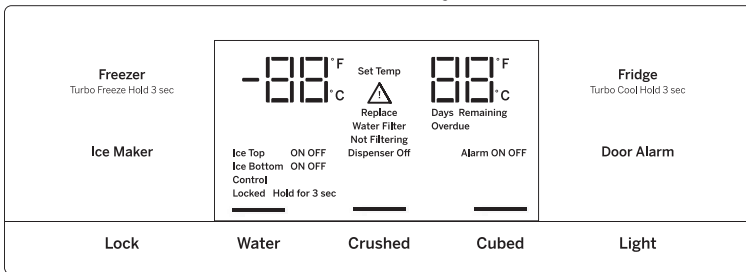 -88 °F
°C
Set Temp
88 °F
°C
Freezer
Turbo Freeze Hold 3 sec
Fridge
Turbo Cool Hold 3 sec
Replace
Water Filter
Not Filtering
Dispenser Off
Days Remaining
Overdue
Ice Maker
Ice Top ON OFF
Ice Bottom ON OFF
Control
Locked Hold for 3 sec
Alarm ON OFF
Door Alarm
Lock
Water
Crushed
Cubed
Light